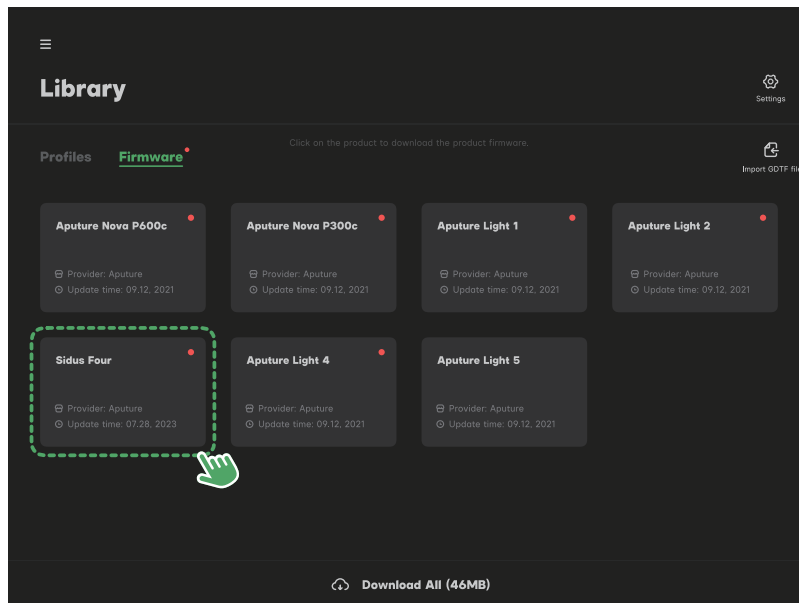 Library
Settings
Profiles Firmware
Click on the product to download the product firmware.
Import GDTF fil
Aputure Nova P600c
Provider: Aputure
Update time: 09.12, 2021
Aputure Nova P300c
Provider: Aputure
Update time: 09.12, 2021
Aputure Light 1
Provider: Aputure
Update time: 09.12, 2021
Aputure Light 2
Provider: Aputure
Update time: 09.12, 2021
Sidus Four
Provider: Aputure
Update time: 07.28, 2023
Aputure Light 4
Provider: Aputure
Update time: 09.12, 2021
Aputure Light 5
Provider: Aputure
Update time: 09.12, 2021
Download All (46MB)